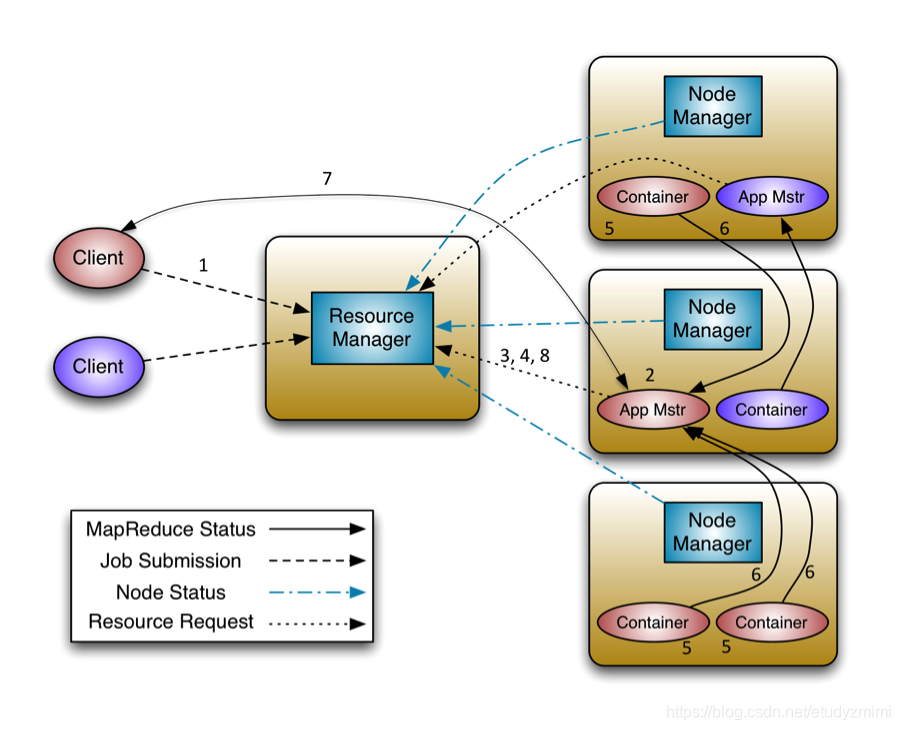 Node
Manager
Container
App Mstr
5
6
7
Client
1
Resource
Manager
Client
Node
Manager
3, 4, 8
2
App Mstr
Container
Node
Manager
6
6
Container
Container
5
5
MapReduce Status
Job Submission
Node Status
Resource Request
https://blog.csdn.net/etudyzmimi